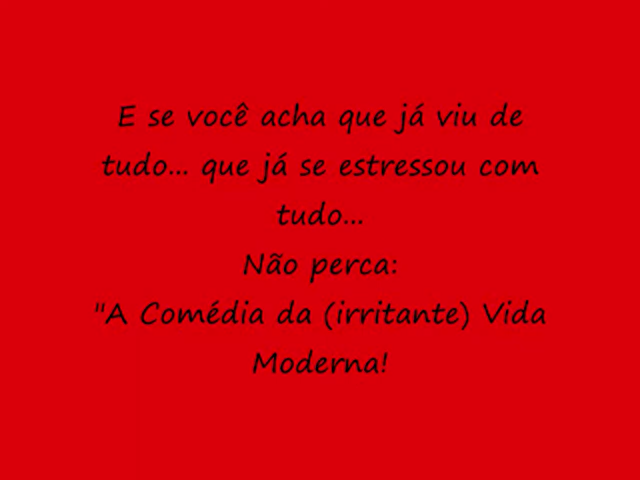 E se você acha que já viu de
tudo... que já se estressou com
tudo...
Não perca:
"A Comédia da (irritante) Vida
Moderna!